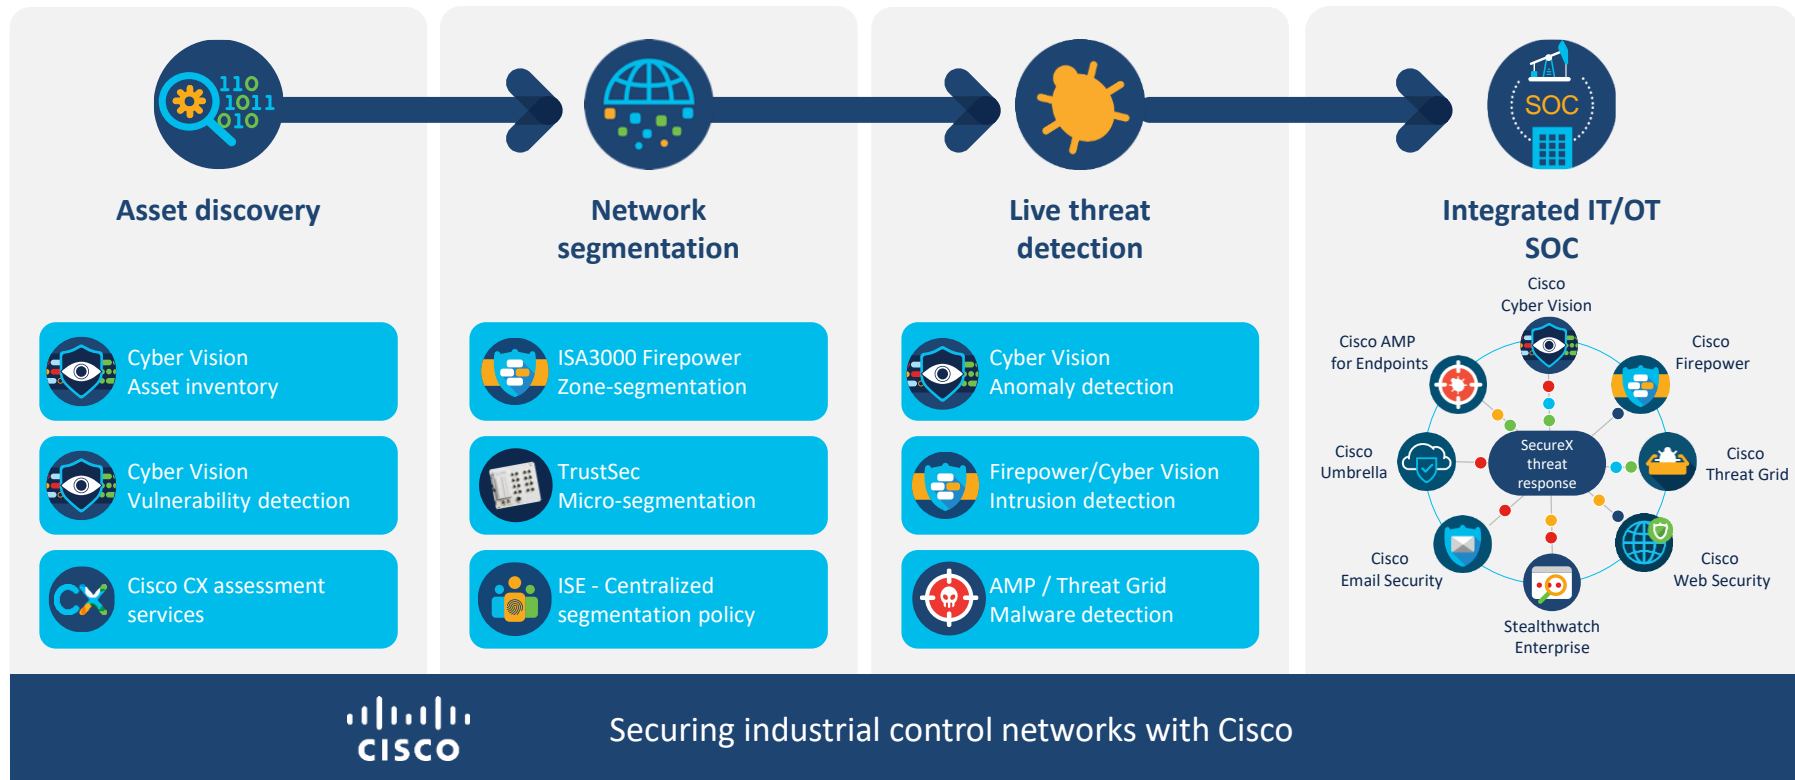 110
1011
010
SOC
Asset discovery
Network
segmentation
Live threat
detection
Integrated IT/OT
SOC
Cyber Vision
Asset inventory
Cyber Vision
Vulnerability detection
CX
Cisco CX assessment
services
ISA3000 Firepower
Zone-segmentation
TrustSec
Micro-segmentation
ISE - Centralized
segmentation policy
Cyber Vision
Anomaly detection
Firepower/Cyber Vision
Intrusion detection
AMP / Threat Grid
Malware detection
Cisco
Cyber Vision
Cisco AMP
for Endpoints
Cisco
Firepower
Cisco
Umbrella
SecureX
threat
response
Cisco
Threat Grid
Cisco
Email Security
Cisco
Web Security
Stealthwatch
Enterprise
CISCO
Securing industrial control networks with Cisco